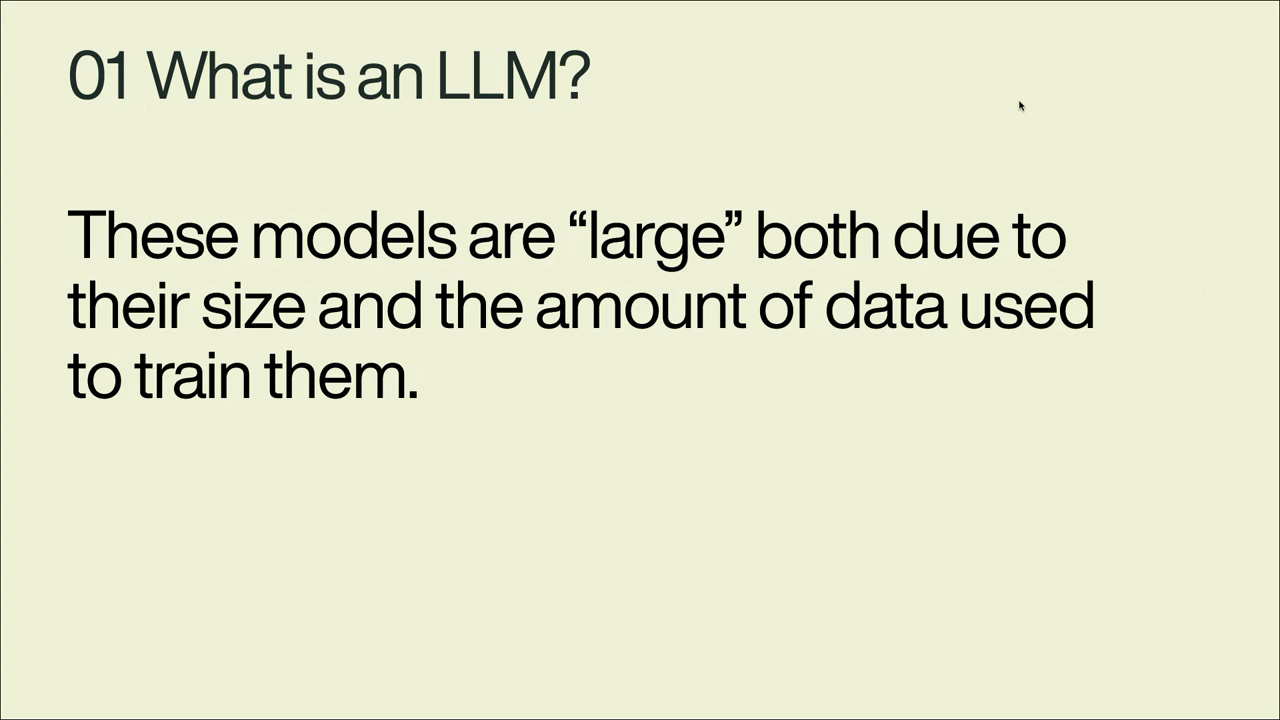 01 What is an LLM?
These models are “large” both due to
their size and the amount of data used
to train them.